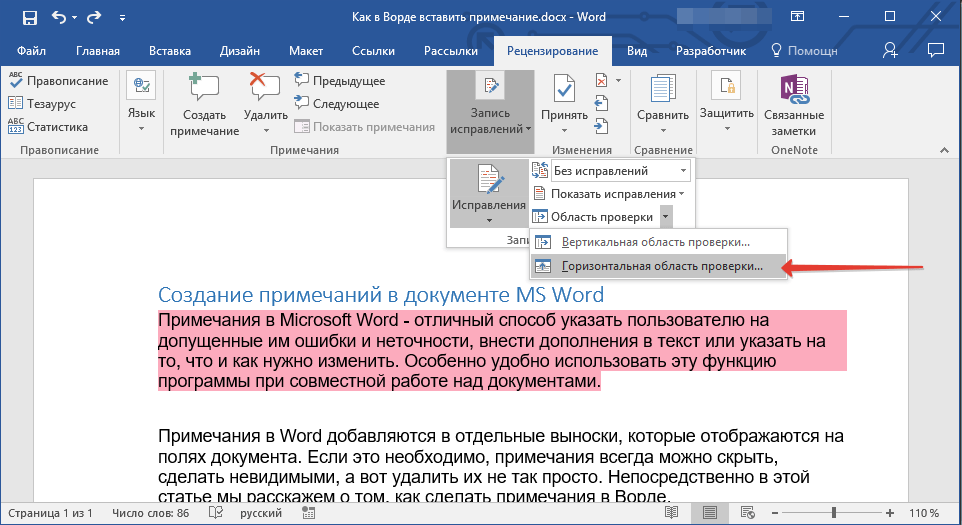 Как в Ворде вставить примечание.docx - Word
Файл Главная Вставка Дизайн Макет Ссылки Рассылки Рецензирование Вид Разработчик Помощн
ABC Правописание
Тезаурус
ABC 123 Статистика
Правописание
Язык
Создать примечание
Удалить
Предыдущее
Следующее
Показать примечания
Примечания
Запись исправлений
Принять
Изменения
Сравнить
Сравнение
Защитить
Связанные заметки
OneNote
Исправления
Без исправлений
Показать исправления
Область проверки
Запи
Вертикальная область проверки...
Горизонтальная область проверки...
Создание примечаний в документе MS Word
Примечания в Microsoft Word - отличный способ указать пользователю на
допущенные им ошибки и неточности, внести дополнения в текст или указать на
то, что и как нужно изменить. Особенно удобно использовать эту функцию
программы при совместной работе над документами.
Примечания в Word добавляются в отдельные выноски, которые отображаются на
полях документа. Если это необходимо, примечания всегда можно скрыть,
сделать невидимыми, а вот удалить их не так просто. Непосредственно в этой
статье мы расскажем о том, как сделать примечания в Ворде.
Страница 1 из 1 Число слов: 86 русский 110 %